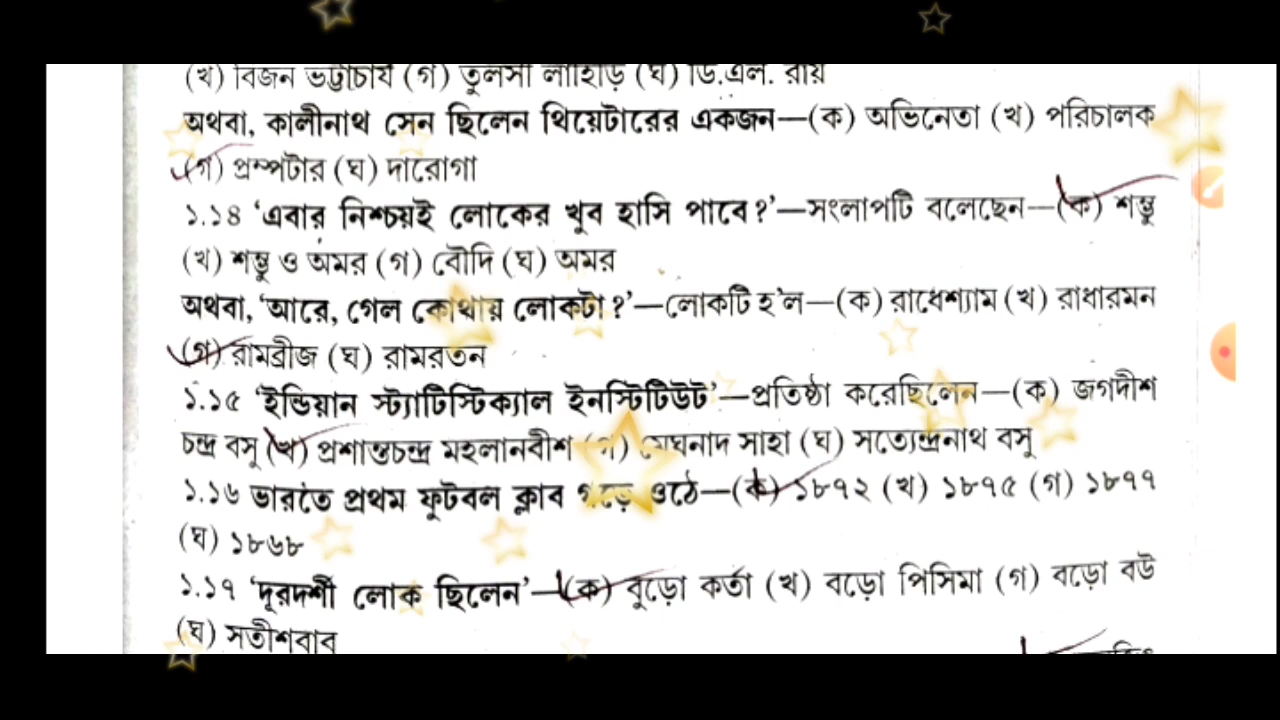 (খ) বিজন ভট্টাচার্য (গ) তুলসী লাহিড়ি (ঘ) ডি.এল. রায়
অথবা, কালীনাথ সেন ছিলেন থিয়েটারের একজন—(ক) অভিনেতা (খ) পরিচালক
(গ) প্রম্পটার (ঘ) দারোগা
১.১৪ ‘এবার নিশ্চয়ই লোকের খুব হাসি পাবে?’—সংলাপটি বলেছেন—(ক) শম্ভু
(খ) শম্ভু ও অমর (গ) বৌদি (ঘ) অমর
অথবা, ‘আরে, গেল কোথায় লোকটা?’—লোকটি হ'ল—(ক) রাধেশ্যাম (খ) রাধারমন
(গ) রামব্রীজ (ঘ) রামরতন
১.১৫ ‘ইন্ডিয়ান স্ট্যাটিস্টিক্যাল ইনস্টিটিউট’—প্রতিষ্ঠা করেছিলেন—(ক) জগদীশ
চন্দ্র বসু (খ) প্রশান্তচন্দ্র মহলানবীশ (গ) মেঘনাদ সাহা (ঘ) সত্যেন্দ্রনাথ বসু
১.১৬ ভারতে প্রথম ফুটবল ক্লাব গড়ে ওঠে—(ক) ১৮৭২ (খ) ১৮৭৫ (গ) ১৮৭৭
(ঘ) ১৮৬৮
১.১৭ ‘দূরদর্শী লোক ছিলেন’—(ক) বুড়ো কর্তা (খ) বড়ো পিসিমা (গ) বড়ো বউ
(ঘ) সতীশবাবু